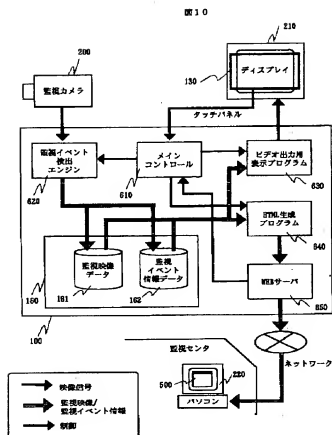 図10
200
監視カメラ
210
130
ディスプレイ
タッチパネル
監視イベント
検出
エンジン
620
メイン
コントロール
610
ビデオ出力用
表示プログラム
630
HTML生成
プログラム
640
監視映像
データ
161
監視
イベント
情報データ
162
160
WEBサーバ
650
100
ネットワーク
監視センタ
500
220
パソコン
映像信号
監視映像/
監視イベント情報
制御